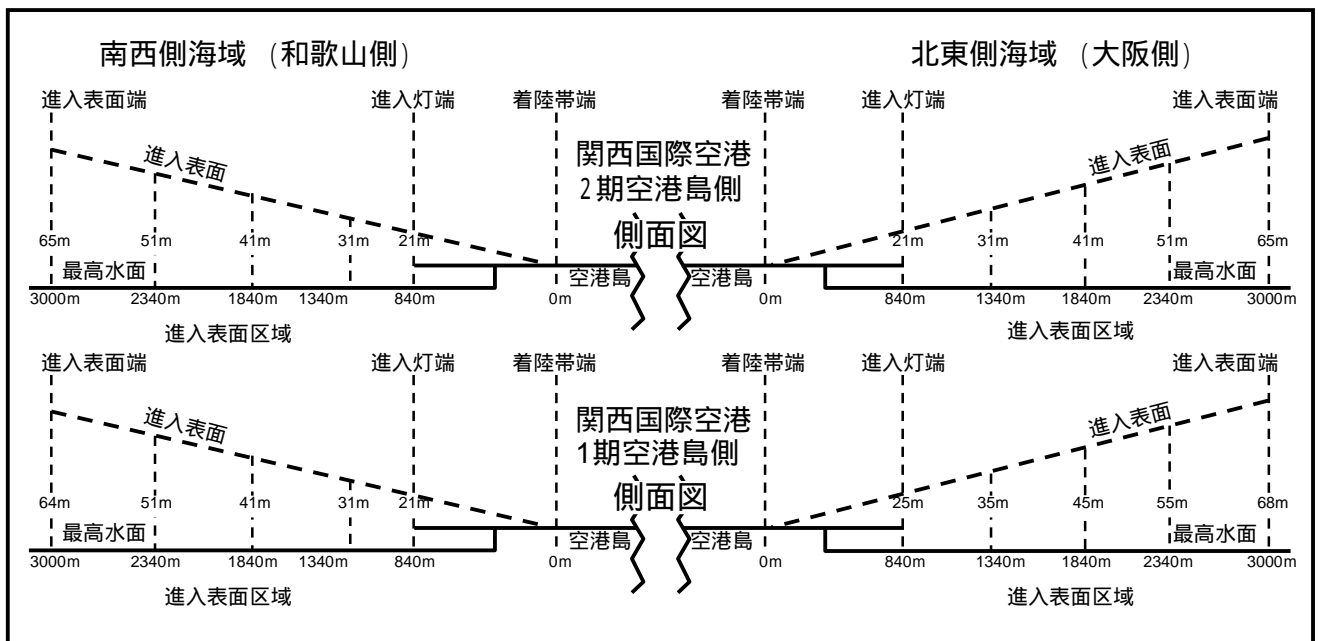 南西側海域 (和歌山側)
北東側海域 (大阪側)
進入表面端 進入灯端 着陸帯端 着陸帯端 進入灯端 進入表面端
進入表面 進入表面
関西国際空港
2期空港島側
側面図
65m 51m 41m 31m 21m 21m 31m 41m 51m 65m
最高水面 空港島 空港島 最高水面
3000m 2340m 1840m 1340m 840m 0m 0m 840m 1340m 1840m 2340m 3000m
進入表面区域 進入表面区域
進入表面端 進入灯端 着陸帯端 着陸帯端 進入灯端 進入表面端
進入表面 進入表面
関西国際空港
1期空港島側
側面図
64m 51m 41m 31m 21m 25m 35m 45m 55m 68m
最高水面 空港島 空港島 最高水面
3000m 2340m 1840m 1340m 840m 0m 0m 840m 1340m 1840m 2340m 3000m
進入表面区域 進入表面区域